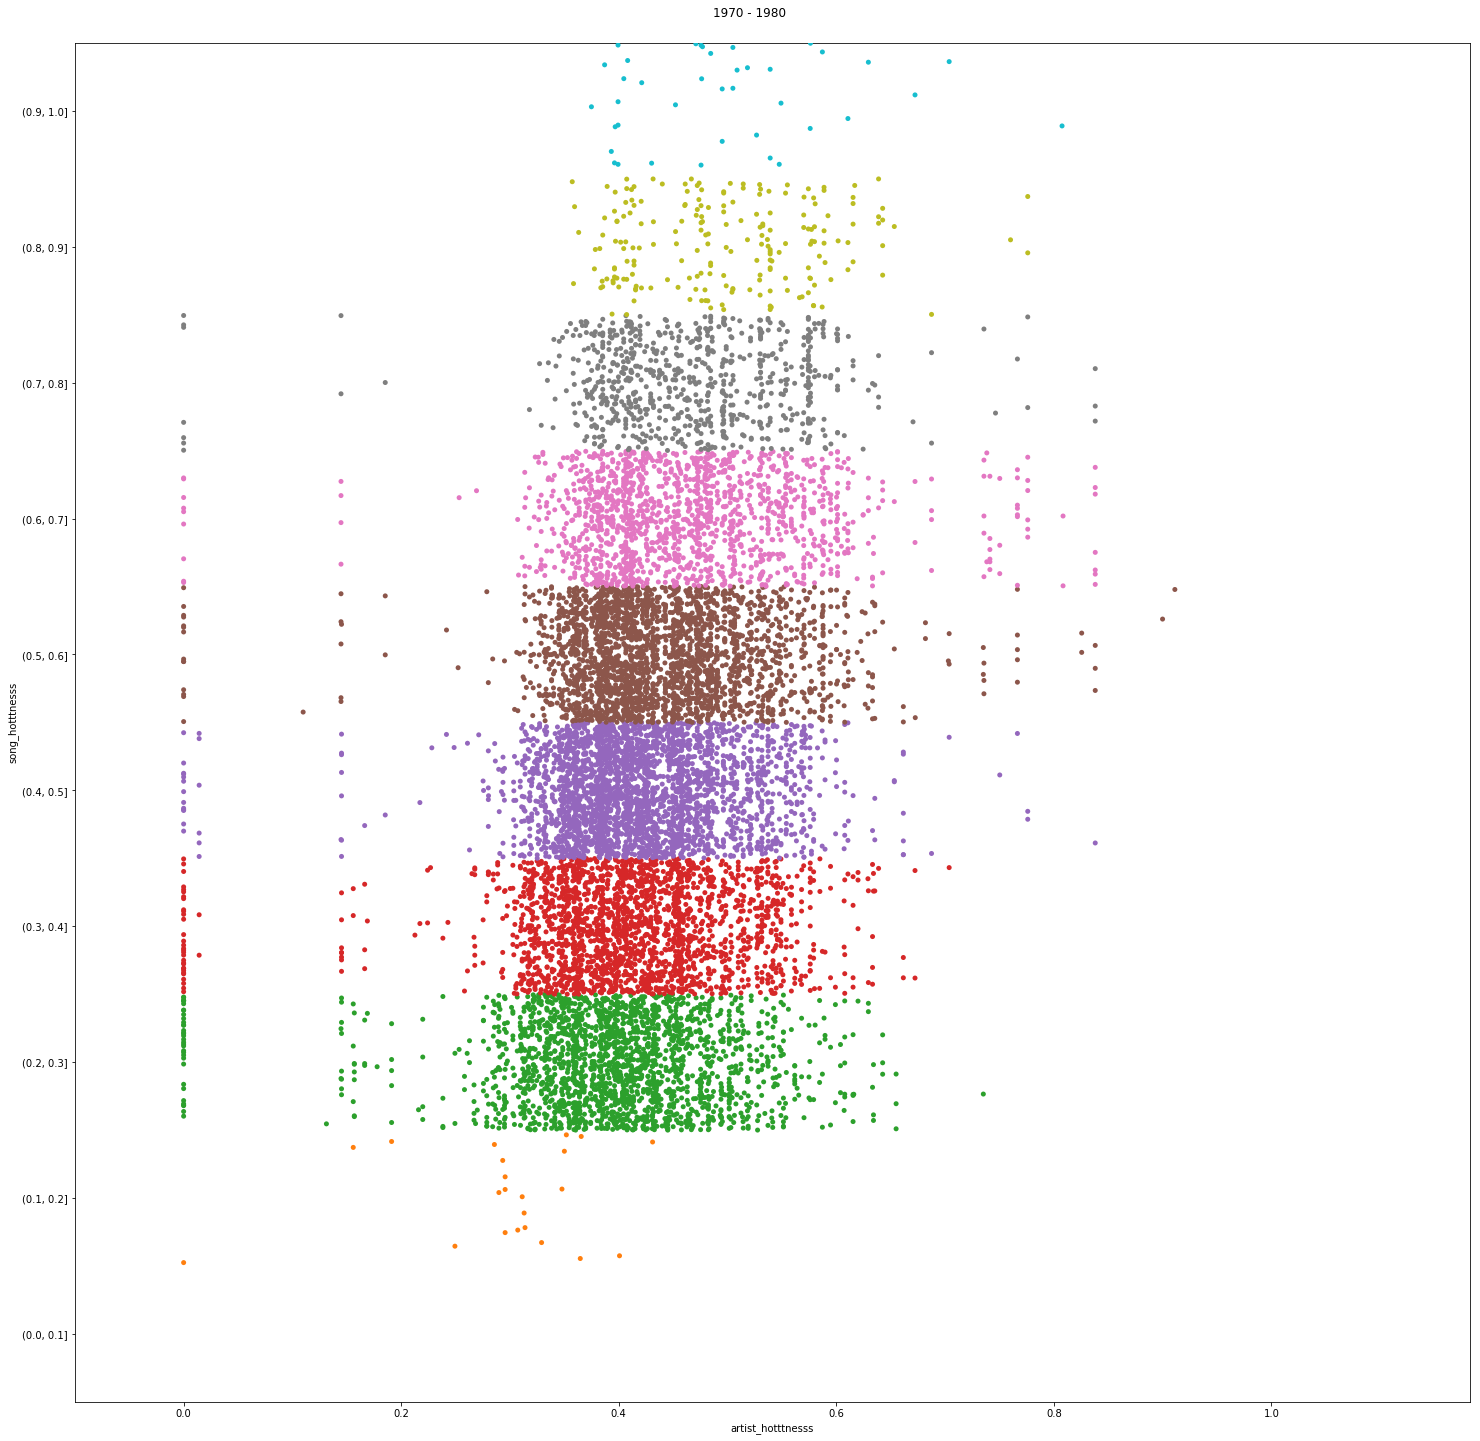 1970 - 1980
(0.9, 1.0]
(0.8, 0.9]
(0.7, 0.8]
(0.6, 0.7]
(0.5, 0.6]
song_hotttnesss
(0.4, 0.5]
(0.3, 0.4]
(0.2, 0.3]
(0.1, 0.2]
(0.0, 0.1]
0.0 0.2 0.4 0.6 0.8 1.0
artist_hotttnesss